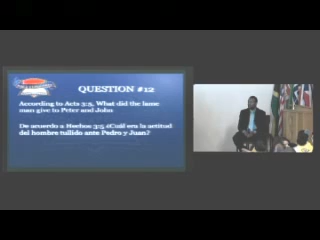 QUESTION #12
According to Acts 3:5, What did the lame
man give to Peter and John
De acuerdo a Hechos 3:5 ¿Cuál era la actitud
del hombre tullido ante Pedro y Juan?